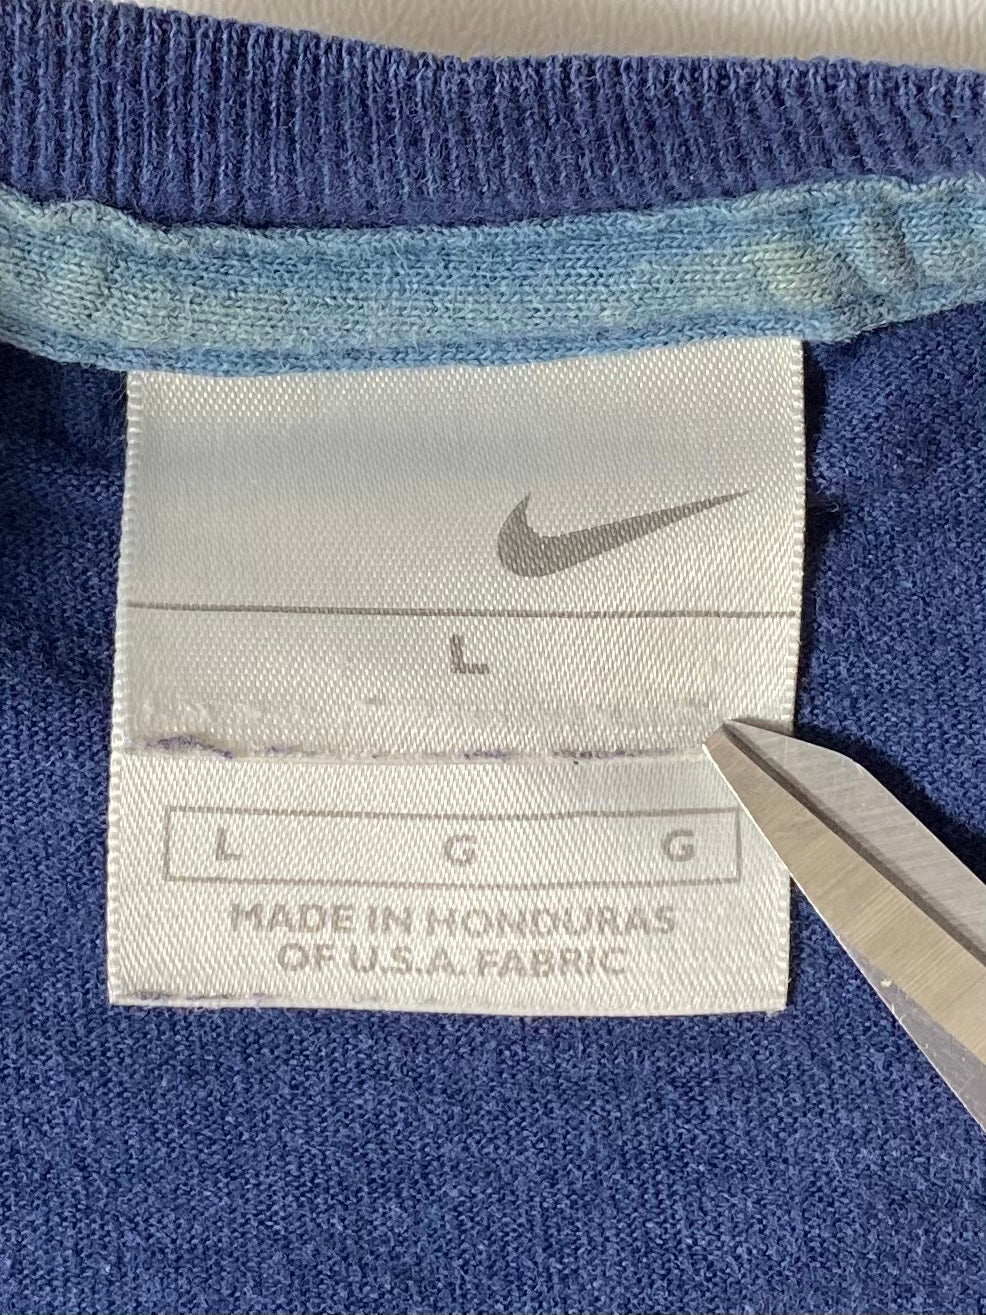 L
L G G
MADE IN HONDURAS
OF U.S.A. FABRIC